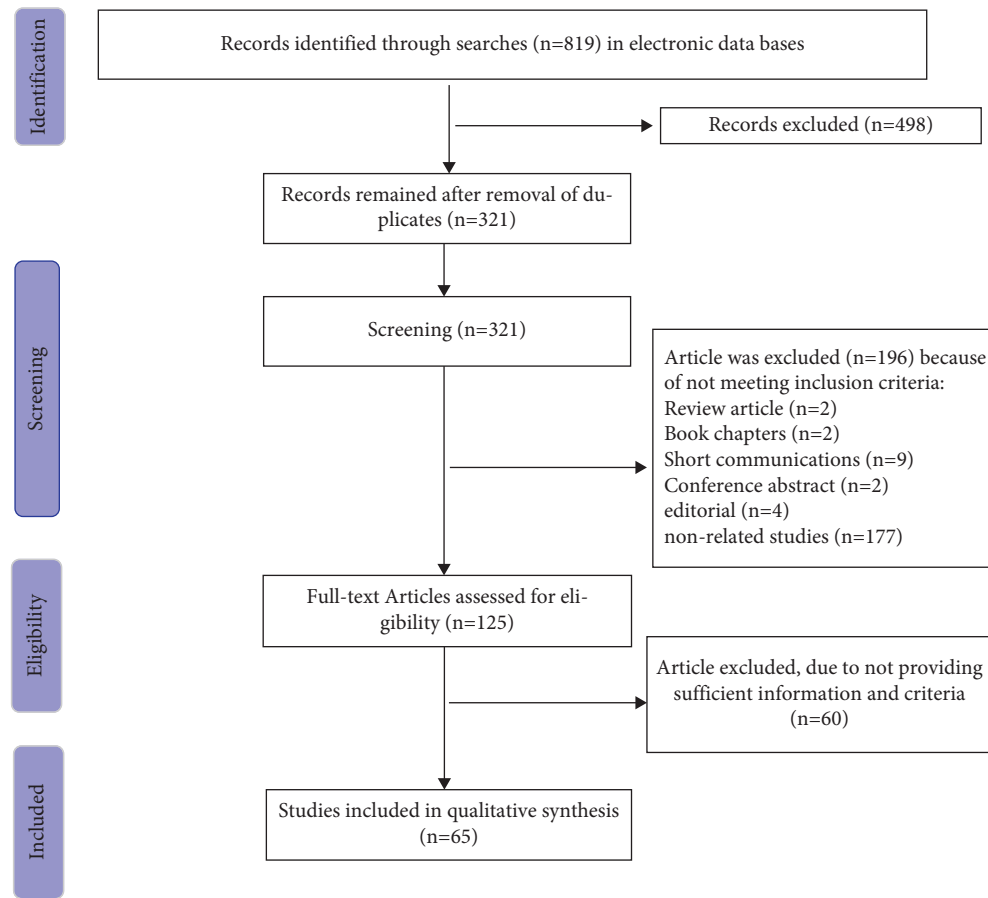 Identification
Records identified through searches (n=819) in electronic data bases
Records excluded (n=498)
Records remained after removal of du-
plicates (n=321)
Screening
Screening (n=321)
Article was excluded (n=196) because
of not meeting inclusion criteria:
Review article (n=2)
Book chapters (n=2)
Short communications (n=9)
Conference abstract (n=2)
editorial (n=4)
non-related studies (n=177)
Eligibility
Full-text Articles assessed for eli-
gibility (n=125)
Article excluded, due to not providing
sufficient information and criteria
(n=60)
Included
Studies included in qualitative synthesis
(n=65)